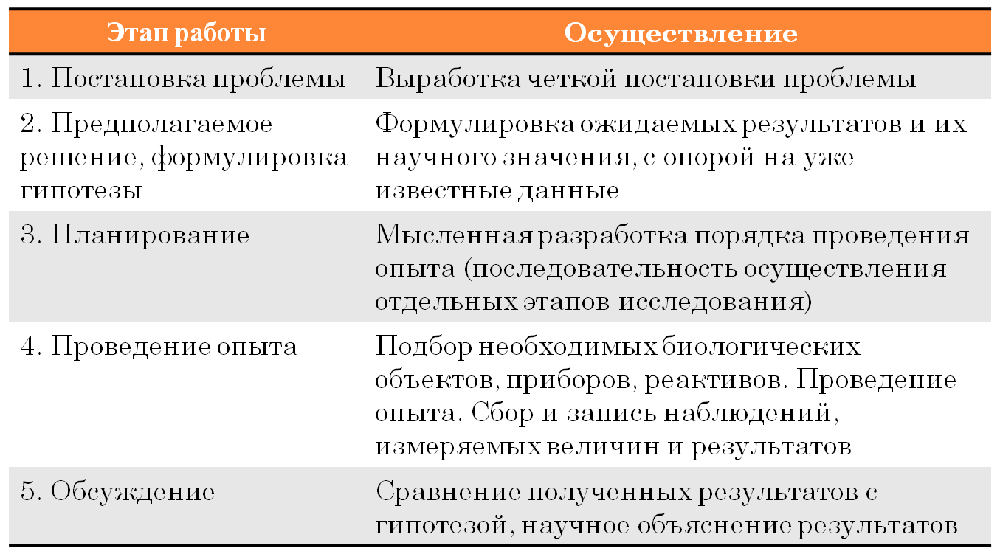 Этап работы
Осуществление
1. Постановка проблемы
Выработка четкой постановки проблемы
2. Предполагаемое
решение, формулировка
гипотезы
Формулировка ожидаемых результатов и их
научного значения, с опорой на уже
известные данные
3. Планирование
Мысленная разработка порядка проведения
опыта (последовательность осуществления
отдельных этапов исследования)
4. Проведение опыта
Подбор необходимых биологических
объектов, приборов, реактивов. Проведение
опыта. Сбор и запись наблюдений,
измеряемых величин и результатов
5. Обсуждение
Сравнение полученных результатов с
гипотезой, научное объяснение результатов